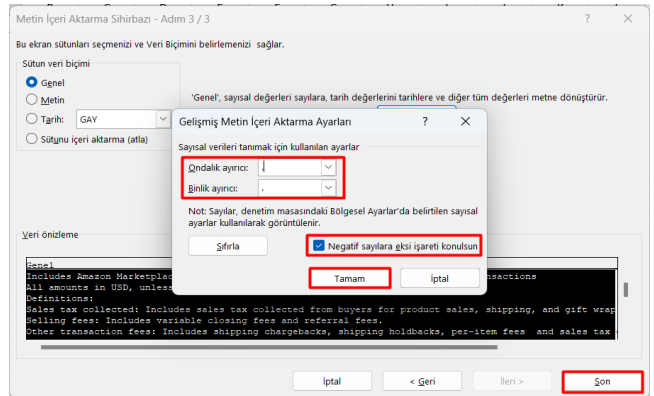 Metin İçeri Aktarma Sihirbazı - Adım 3 / 3
Bu ekran sütunları seçmenizi ve Veri Biçimini belirlemenizi sağlar.
Sütun veri biçimi
Genel
Metin
Tarih: GAY
Sütunu içeri aktarma (atla)
'Genel', sayısal değerleri sayılara, tarih değerlerini tarihlere ve diğer tüm değerleri metne dönüştürür.
Gelişmiş Metin İçeri Aktarma Ayarları
Sayısal verileri tanımak için kullanılan ayarlar
Ondalık ayırıcı:
Binlik ayırıcı: .
Not: Sayılar, denetim masasındaki Bölgesel Ayarlar'da belirtilen sayısal
ayarlar kullanılarak görüntülenir.
Sıfırla
Negatif sayılara eksi işareti konulsun
Tamam
İptal
Veri önizleme
Genel
Includes Amazon Marketplac nsactions
All amounts in USD, unless
Definitions:
Sales tax collected: Includes sales tax collected from buyers for product sales, shipping, and gift wrap
Selling fees: Includes variable closing fees and referral fees.
Other transaction fees: Includes shipping chargebacks, shipping holdbacks, per-item fees and sales tax
İptal
< Geri
İleri >
Son